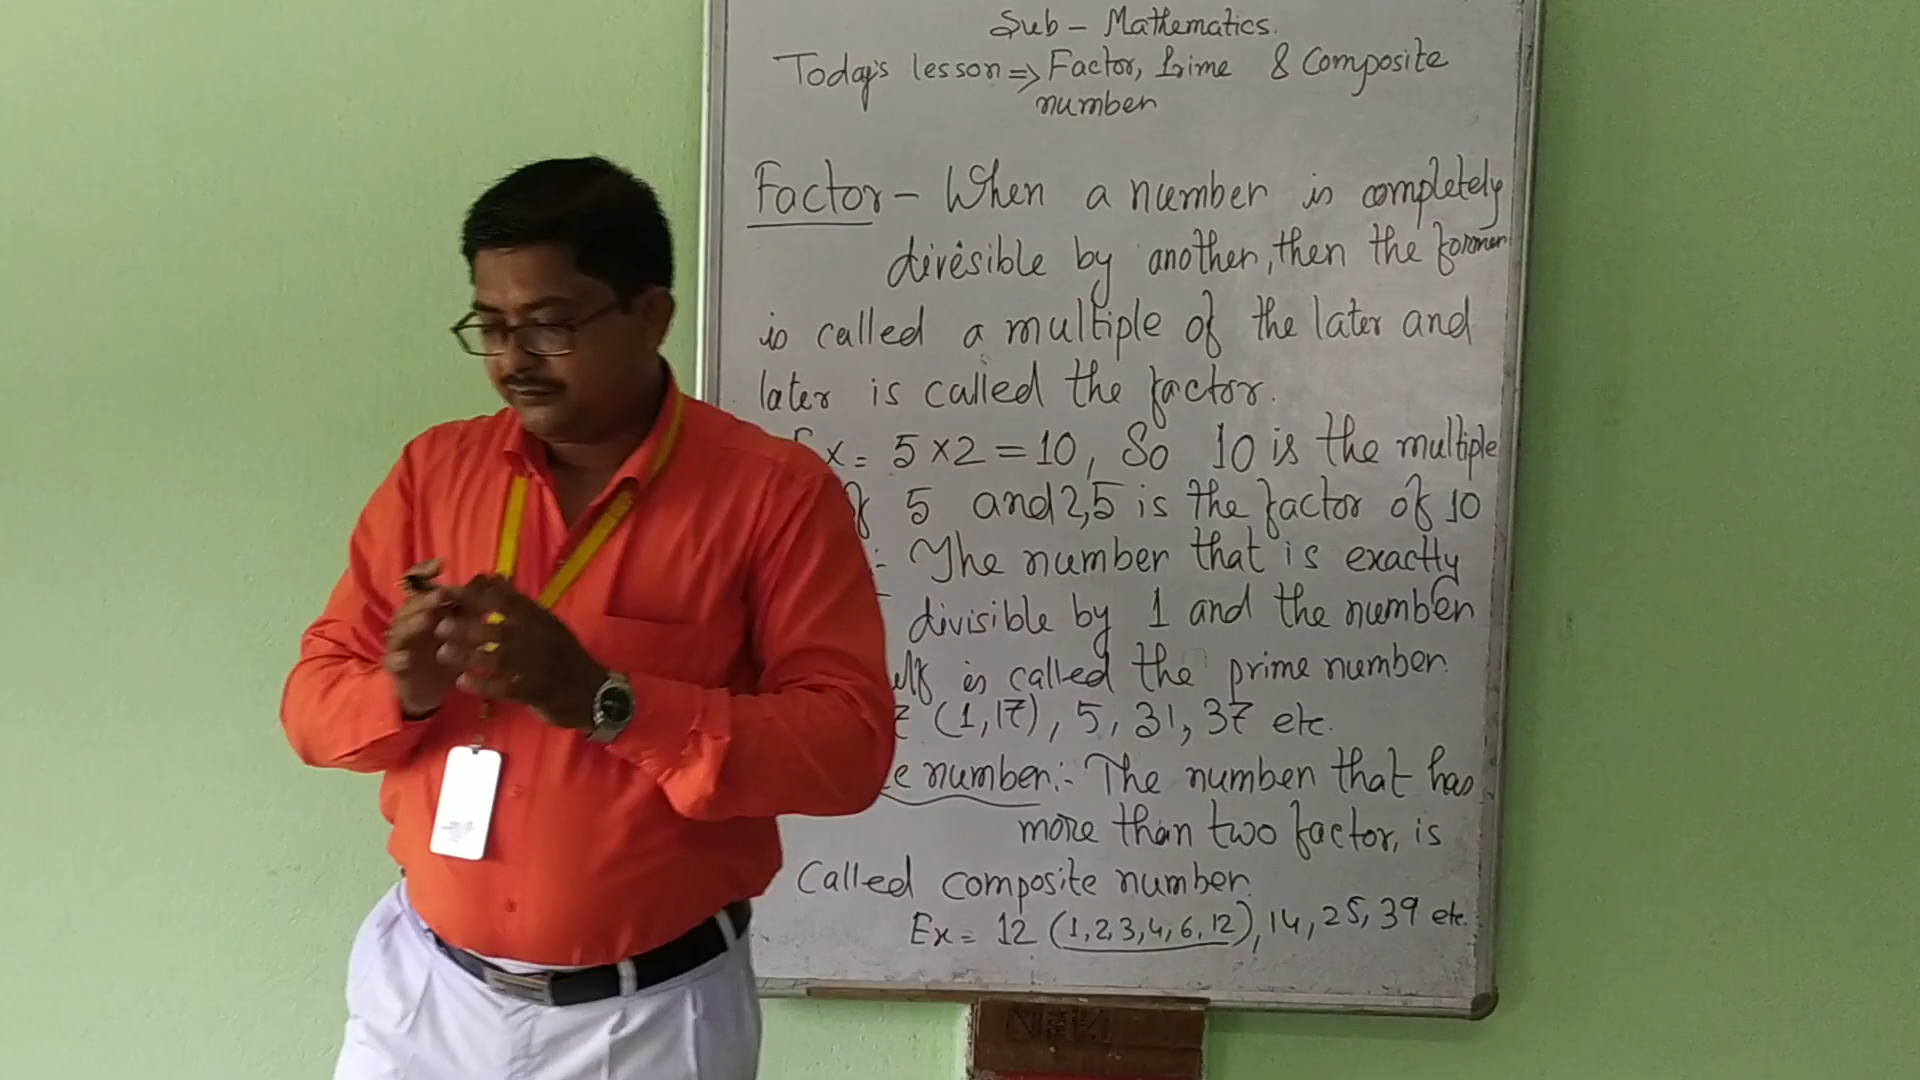 Sub - Mathematics.
Today's lesson => Factor, Prime & Composite
number
Factor - When a number is completely
divisible by another, then the former
is called a multiple of the later and
later is called the factor.
Ex = 5 × 2 = 10, So 10 is the multiple
of 5 and 2, 5 is the factor of 10
:- The number that is exactly
divisible by 1 and the number
is called the prime number.
(1, 17), 5, 31, 37 etc.
number:- The number that has
more than two factor, is
Called composite number.
Ex = 12 (1, 2, 3, 4, 6, 12), 14, 25, 39 etc.